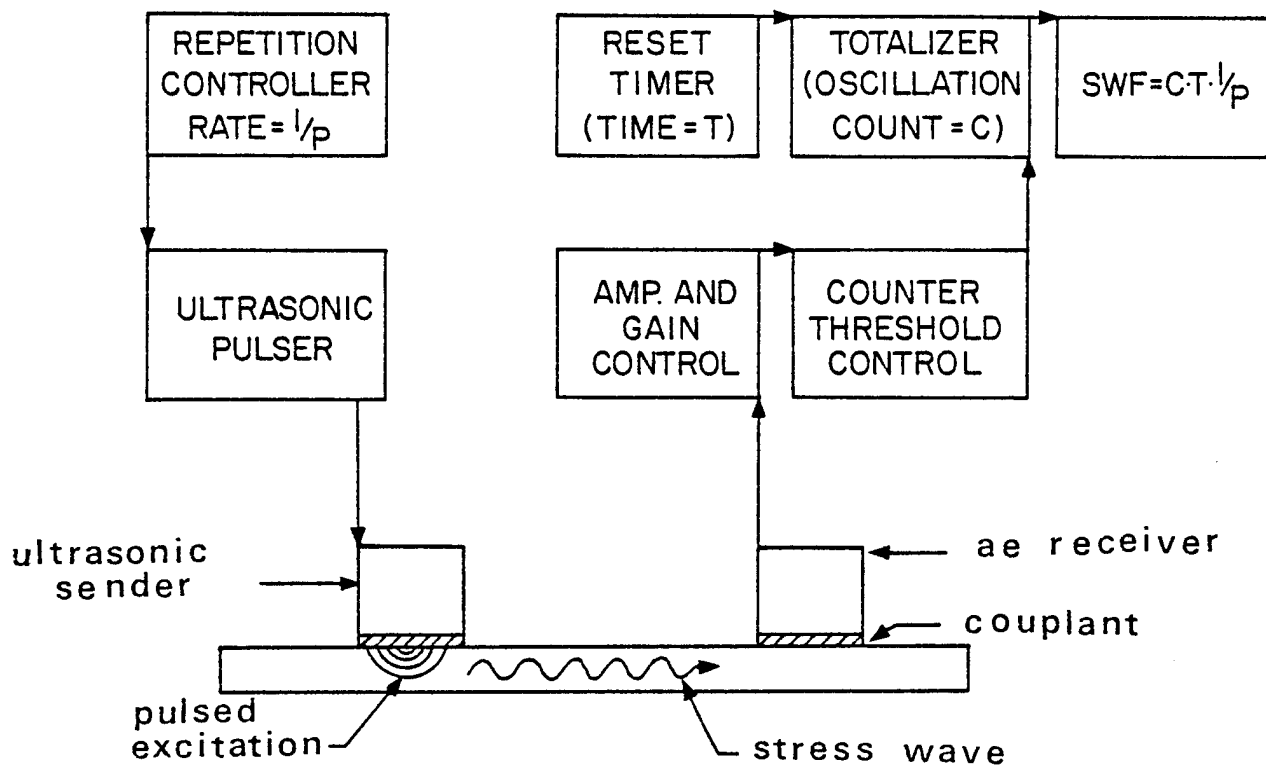 REPETITION
CONTROLLER
RATE = 1/P
RESET
TIMER
(TIME = T)
TOTALIZER
(OSCILLATION
COUNT = C)
SWF = C·T·1/P
ULTRASONIC
PULSER
AMP. AND
GAIN
CONTROL
COUNTER
THRESHOLD
CONTROL
ultrasonic
sender
ae receiver
couplant
pulsed
excitation
stress wave